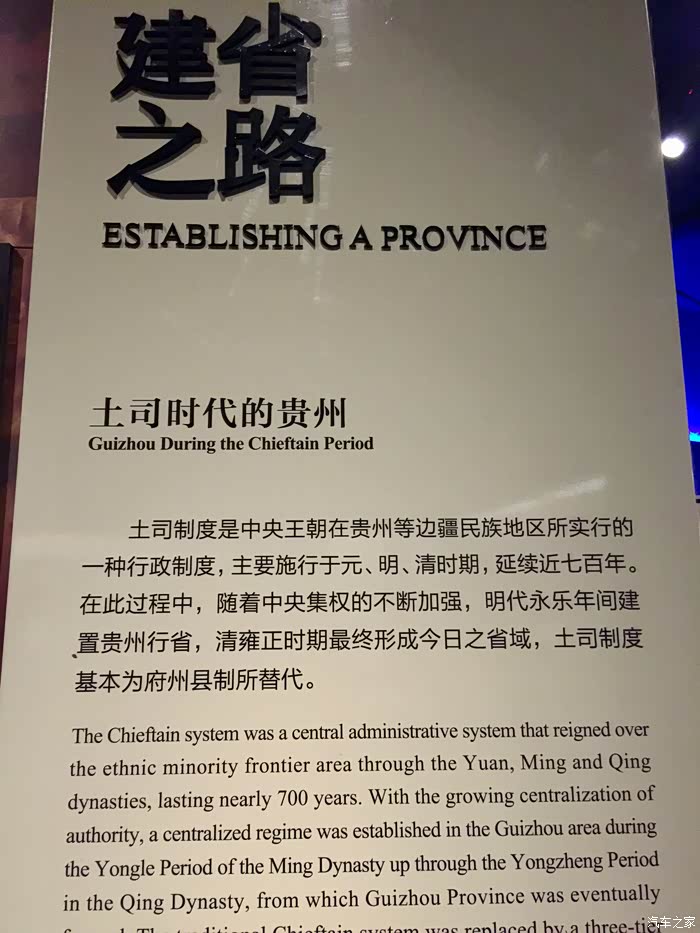 建省
之路
ESTABLISHING A PROVINCE
土司时代的贵州
Guizhou During the Chieftain Period
土司制度是中央王朝在贵州等边疆民族地区所实行的
一种行政制度，主要施行于元、明、清时期，延续近七百年。
在此过程中，随着中央集权的不断加强，明代永乐年间建
置贵州行省，清雍正时期最终形成今日之省域，土司制度
基本为府州县制所替代。
The Chieftain system was a central administrative system that reigned over
the ethnic minority frontier area through the Yuan, Ming and Qing
dynasties, lasting nearly 700 years. With the growing centralization of
authority, a centralized regime was established in the Guizhou area during
the Yongle Period of the Ming Dynasty up through the Yongzheng Period
in the Qing Dynasty, from which Guizhou Province was eventually
The traditional Chieftain system was replaced by a three-tier
汽车之家